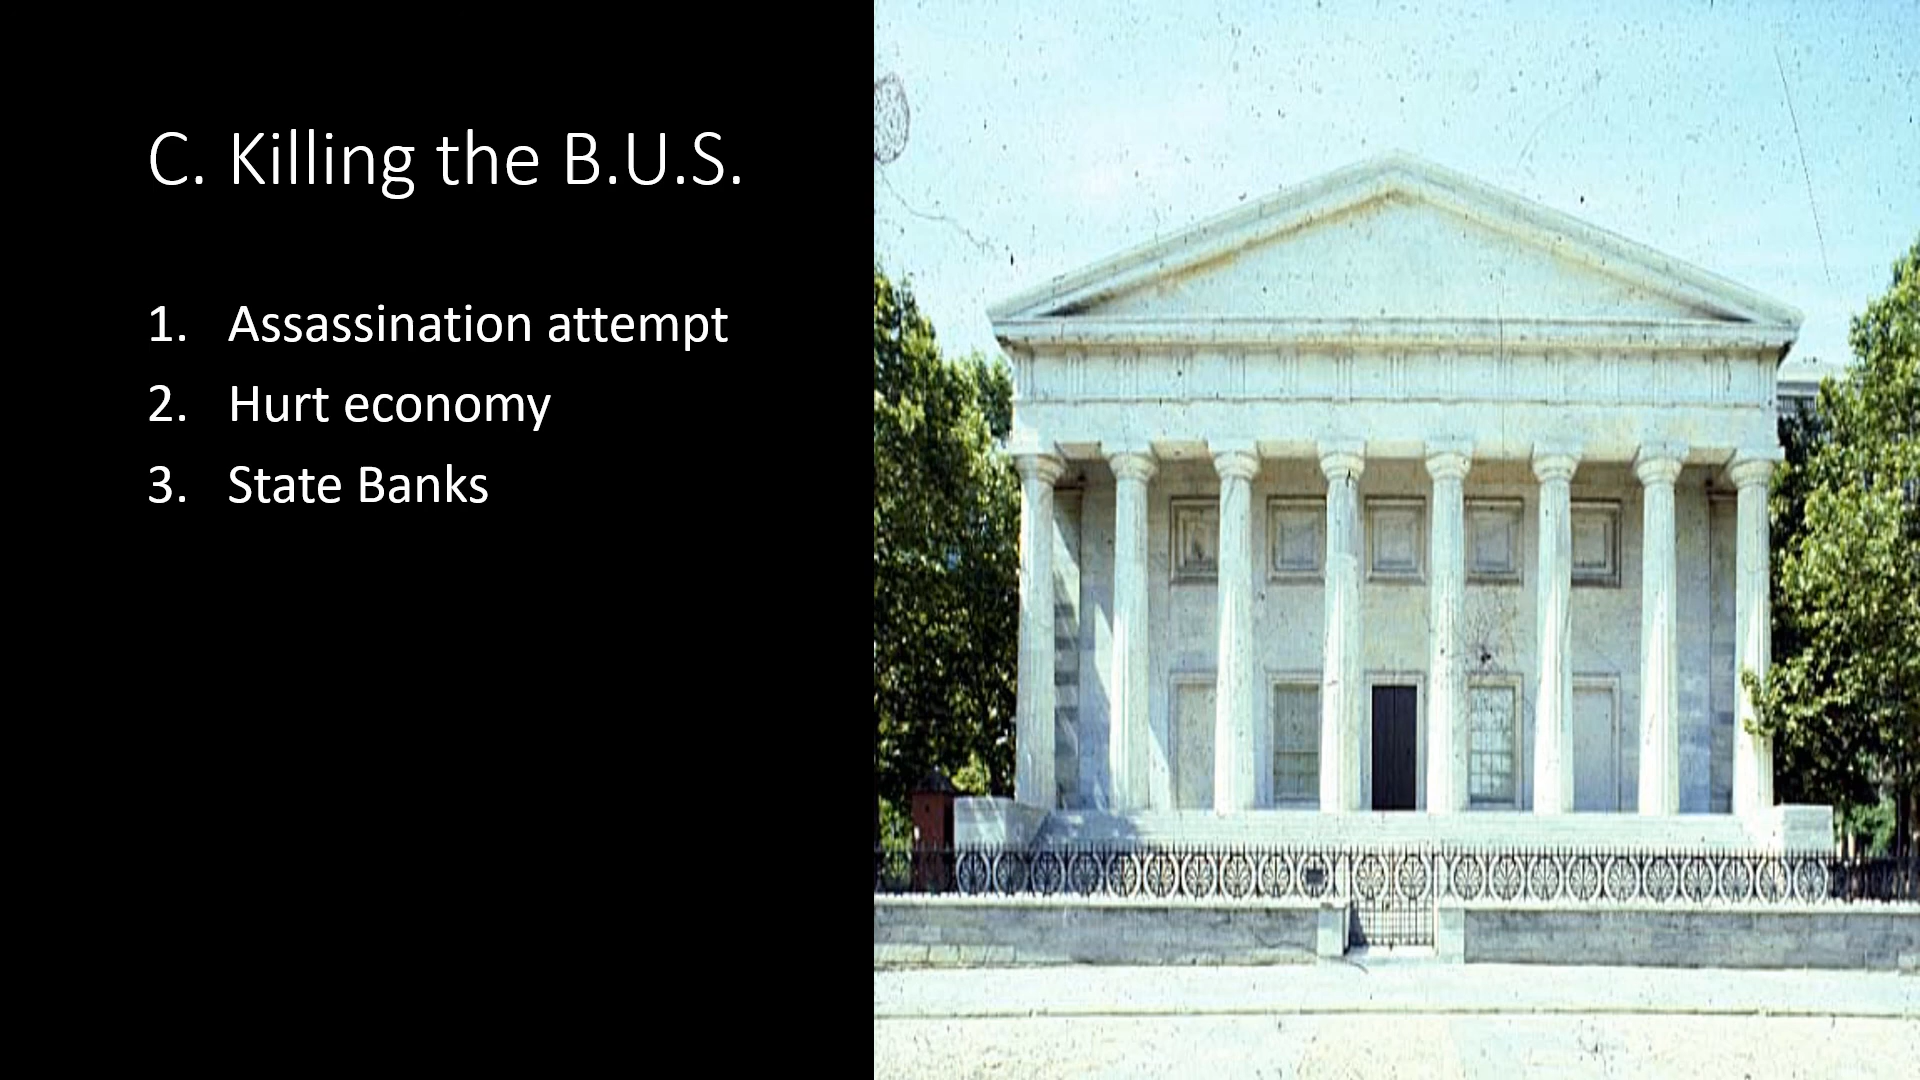 C. Killing the B.U.S.
1. Assassination attempt
2. Hurt economy
3. State Banks